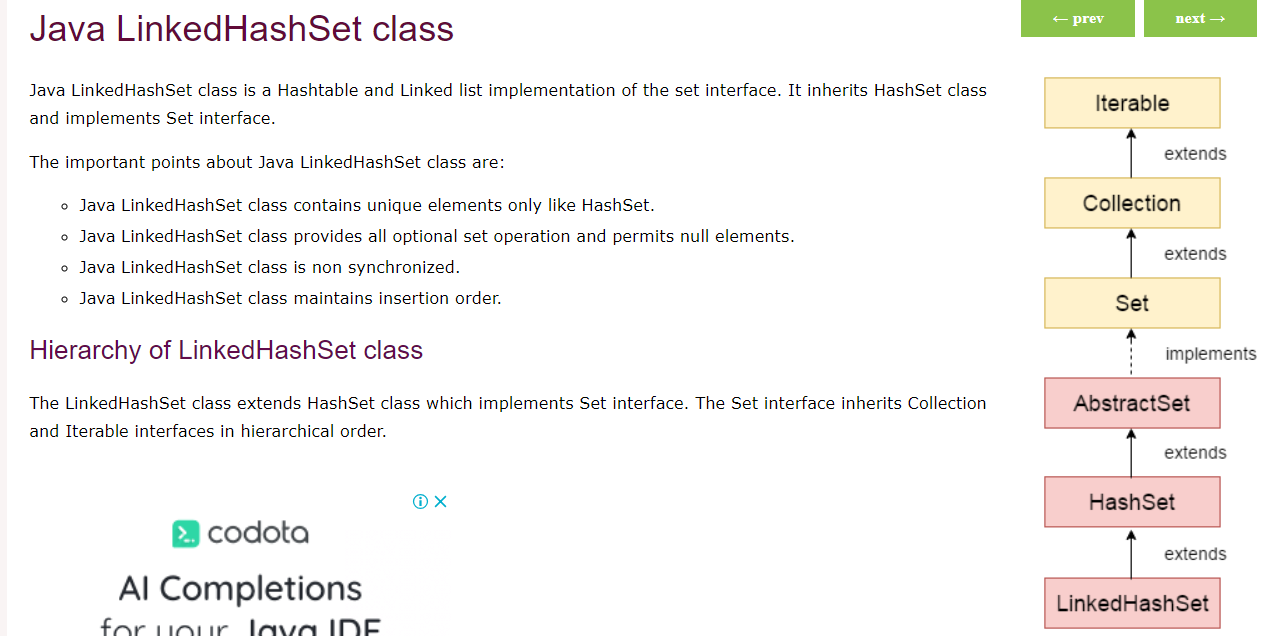 Java LinkedHashSet class
← prev
next →
Java LinkedHashSet class is a Hashtable and Linked list implementation of the set interface. It inherits HashSet class
and implements Set interface.
The important points about Java LinkedHashSet class are:
Java LinkedHashSet class contains unique elements only like HashSet.
Java LinkedHashSet class provides all optional set operation and permits null elements.
Java LinkedHashSet class is non synchronized.
Java LinkedHashSet class maintains insertion order.
Hierarchy of LinkedHashSet class
The LinkedHashSet class extends HashSet class which implements Set interface. The Set interface inherits Collection
and Iterable interfaces in hierarchical order.
codota
AI Completions
for your Java IDE
Iterable
extends
Collection
extends
Set
implements
AbstractSet
extends
HashSet
extends
LinkedHashSet